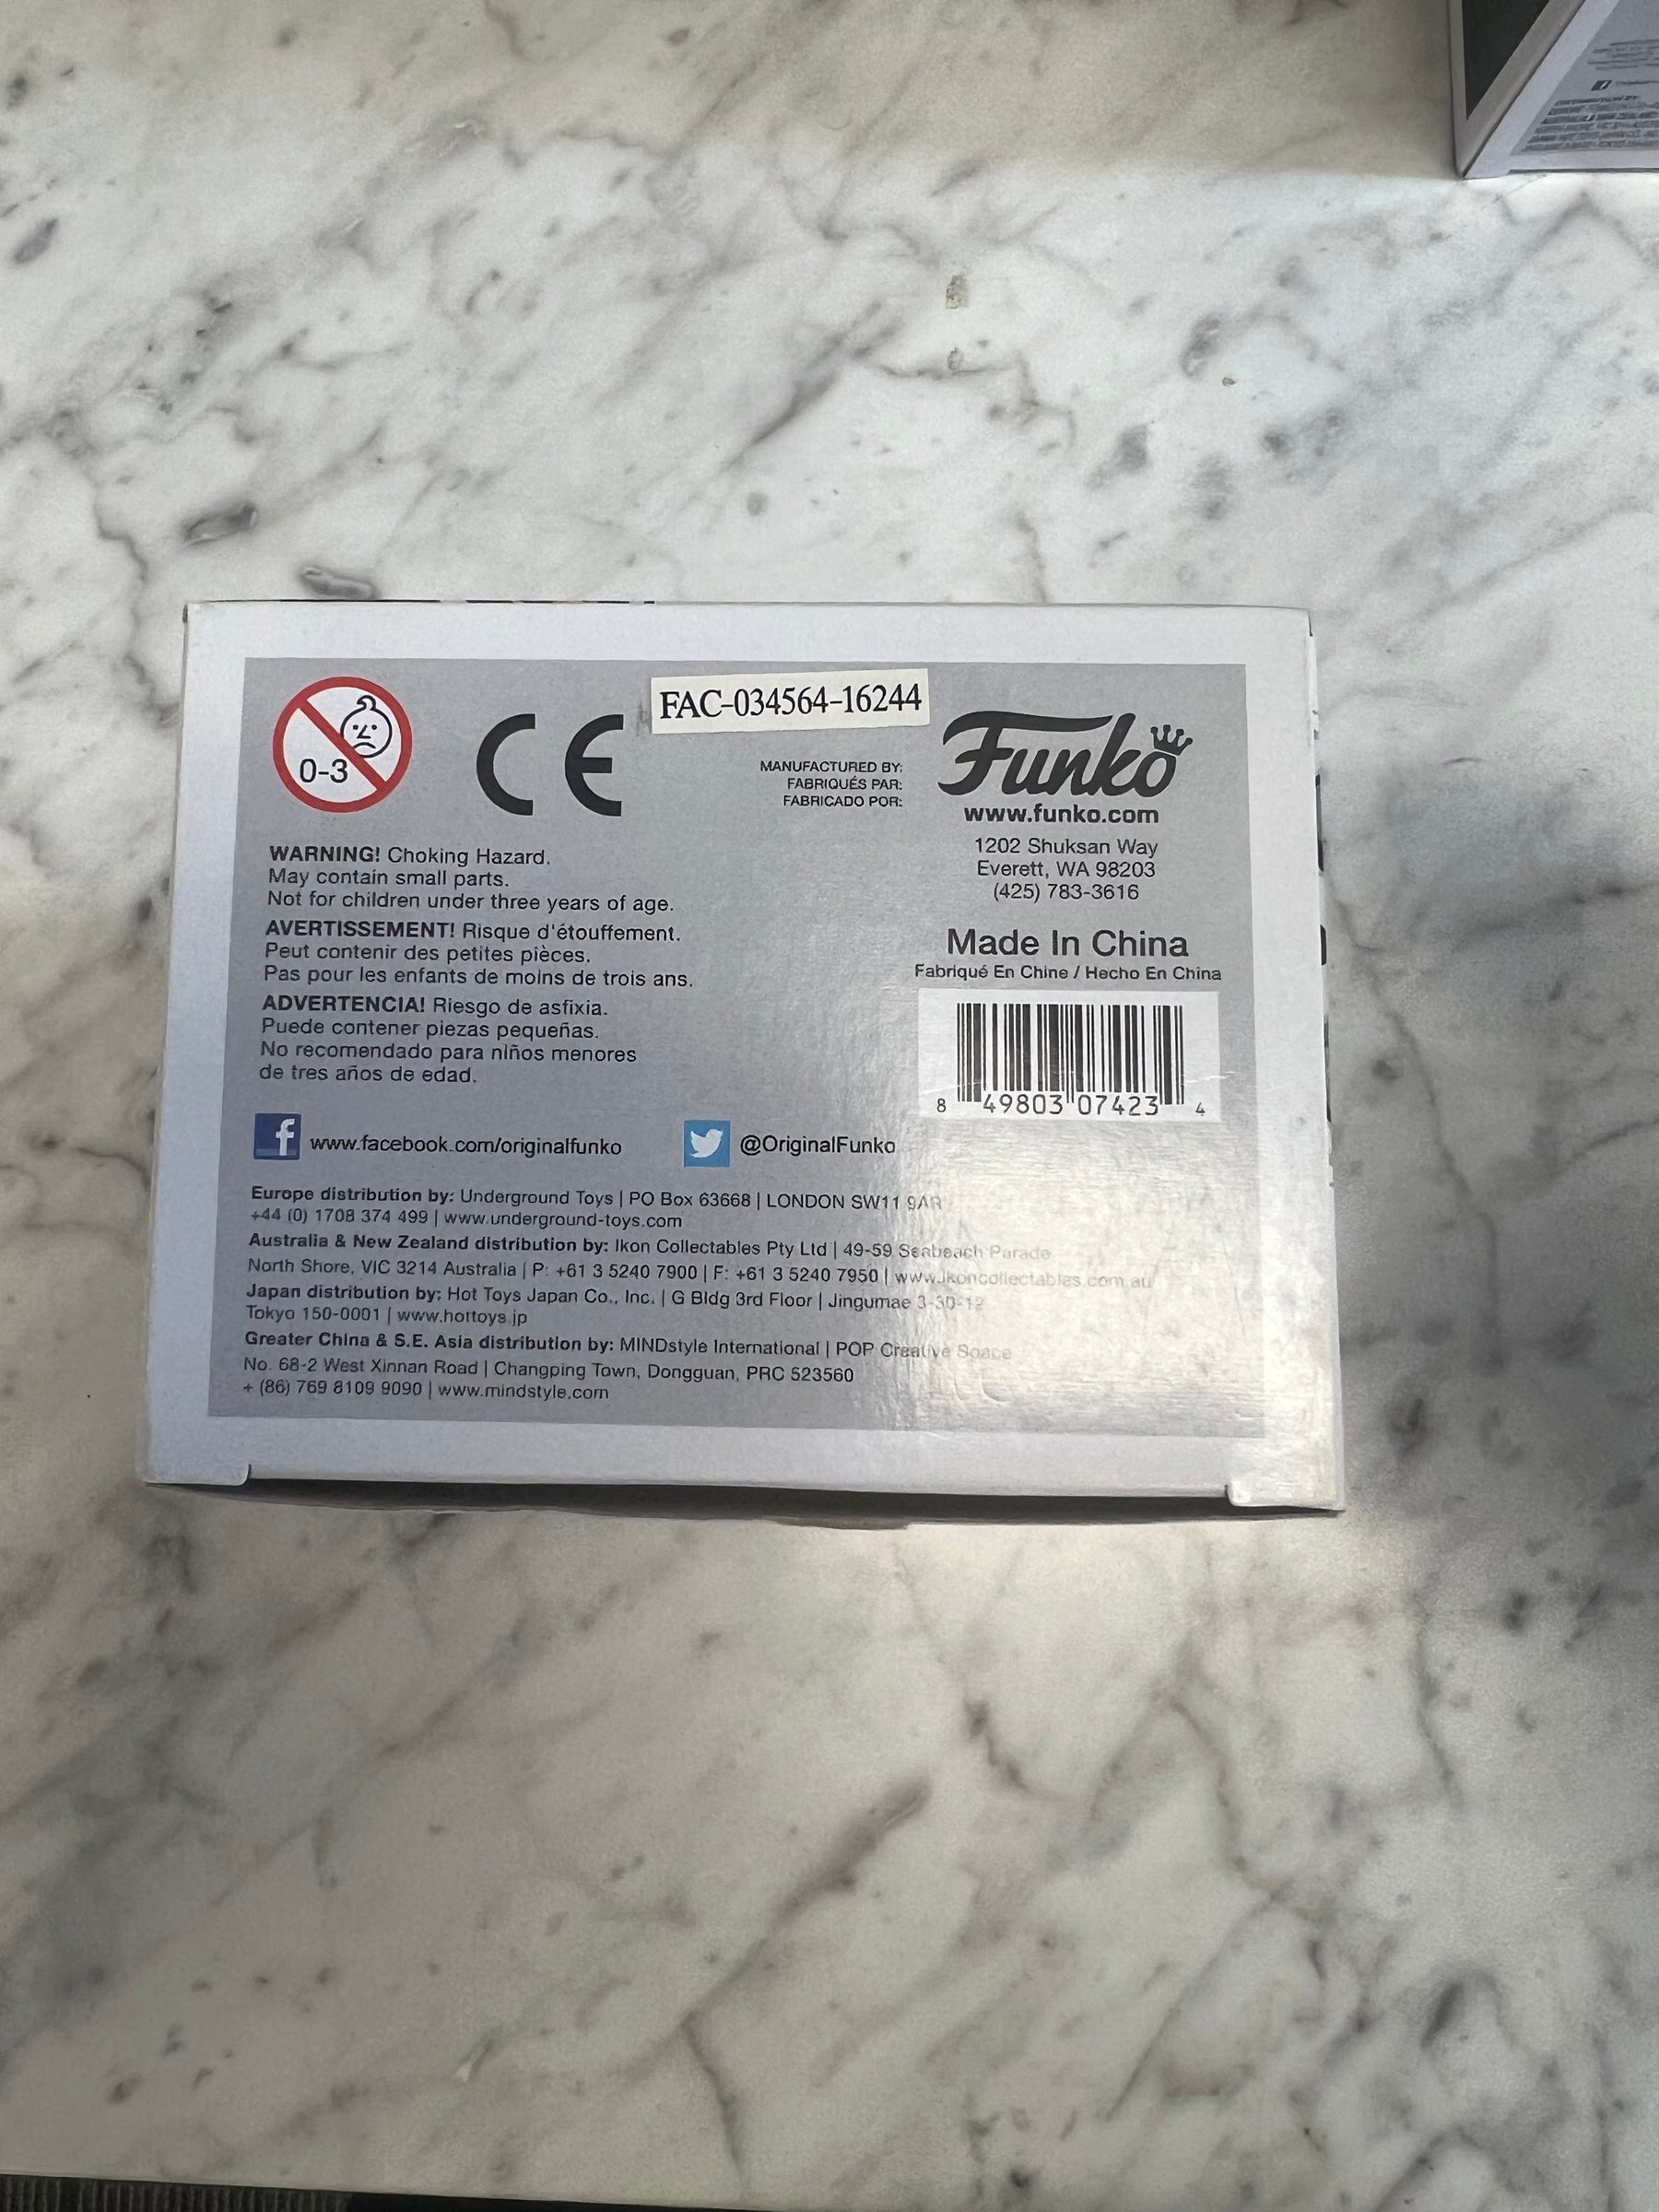 FAC-034564-16244
0-3
CE
MANUFACTURED BY:
FABRIQUÉS PAR:
FABRICADO POR:
Funko
www.funko.com
1202 Shuksan Way
Everett, WA 98203
(425) 783-3616
Made In China
Fabriqué En Chine / Hecho En China
8 49803 07423 4
WARNING! Choking Hazard.
May contain small parts.
Not for children under three years of age.
AVERTISSEMENT! Risque d'étouffement.
Peut contenir des petites pièces.
Pas pour les enfants de moins de trois ans.
ADVERTENCIA! Riesgo de asfixia.
Puede contener piezas pequeñas.
No recomendado para niños menores
de tres años de edad.
f www.facebook.com/originalfunko
@OriginalFunko
Europe distribution by: Underground Toys | PO Box 63668 | LONDON SW11 9AR
+44 (0) 1708 374 499 | www.underground-toys.com
Australia & New Zealand distribution by: Ikon Collectables Pty Ltd | 49-59 Seabeach Parade
North Shore, VIC 3214 Australia | P: +61 3 5240 7900 | F: +61 3 5240 7950 | www.ikoncollectables.com.au
Japan distribution by: Hot Toys Japan Co., Inc. | G Bldg 3rd Floor | Jingumae 3-30-12
Tokyo 150-0001 | www.hottoys.jp
Greater China & S.E. Asia distribution by: MINDstyle International | POP Creative Space
No. 68-2 West Xinnan Road | Changping Town, Dongguan, PRC 523560
+ (86) 769 8109 9090 | www.mindstyle.com